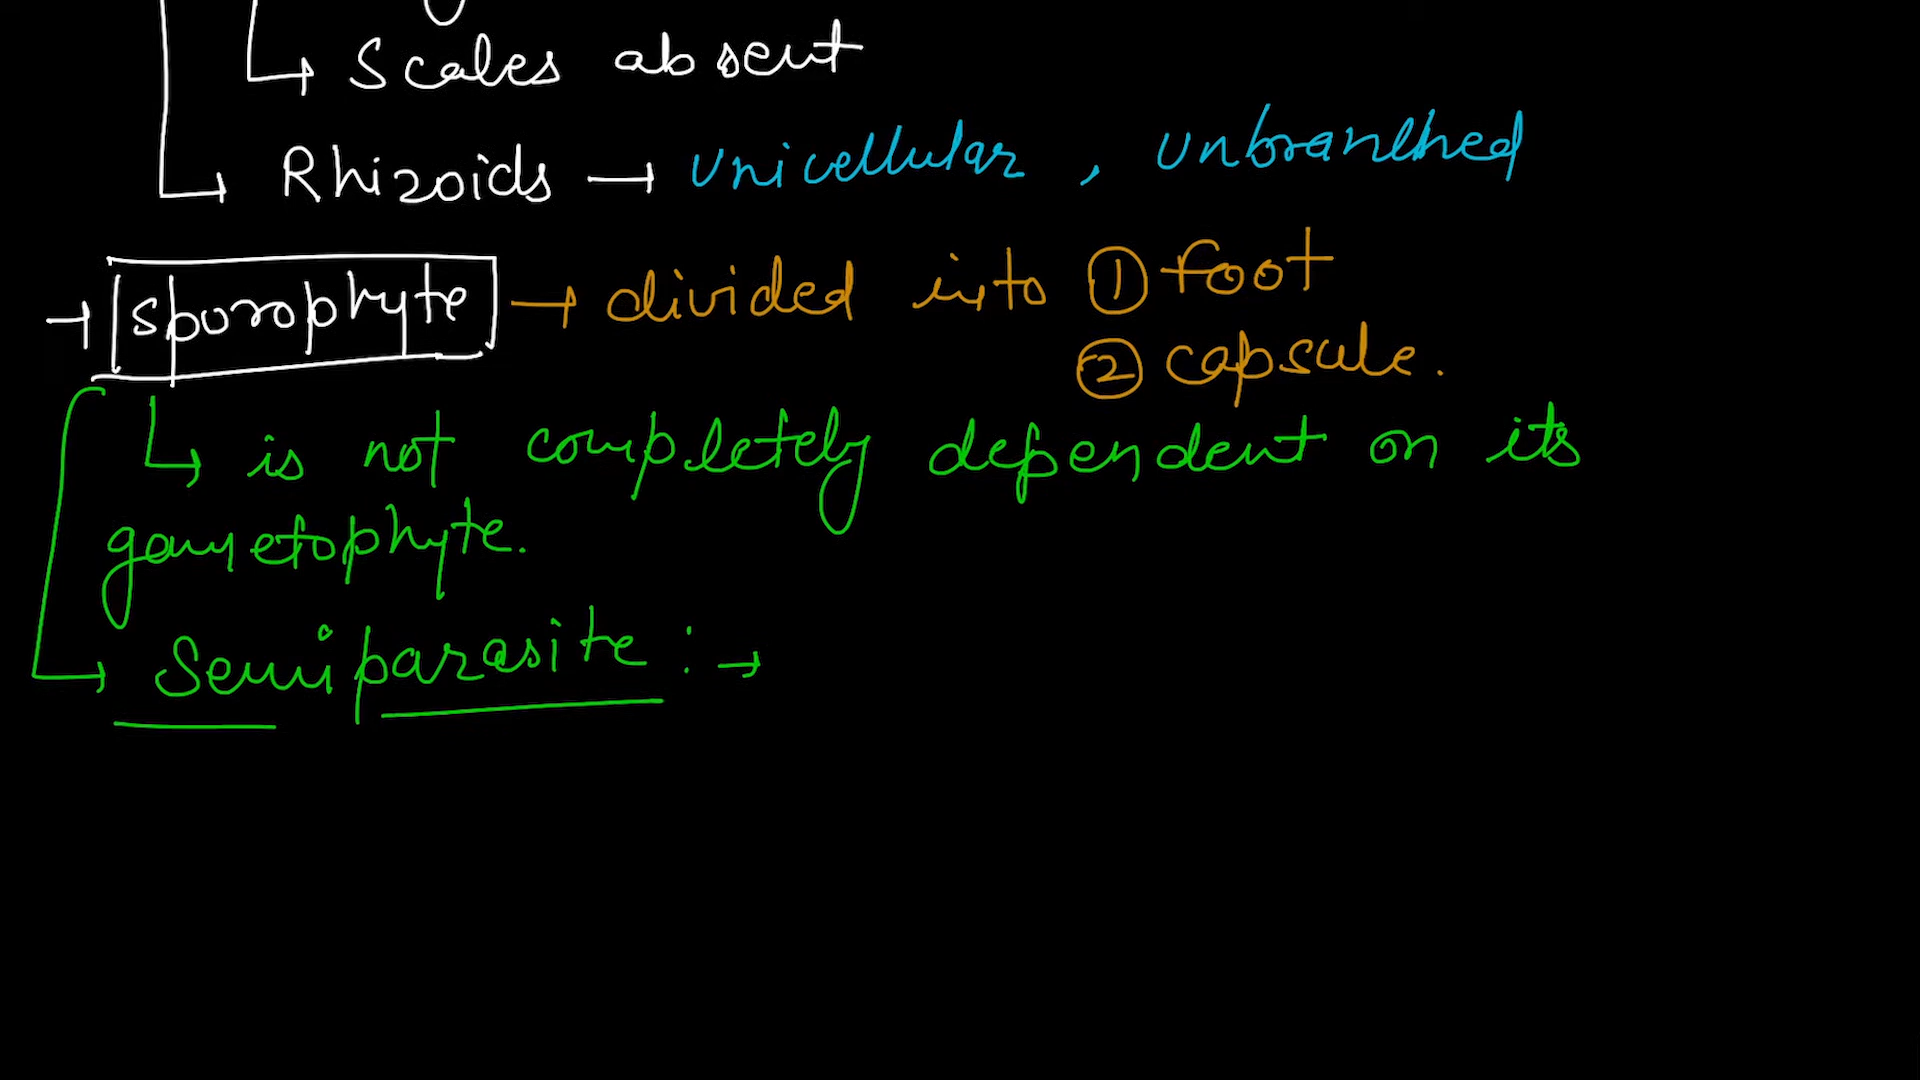 ↳ Scales absent
↳ Rhizoids → unicellular, unbranched
→ Sporophyte → divided into ① foot
② capsule.
↳ is not completely dependent on its
gametophyte.
↳ Semiparasite : →